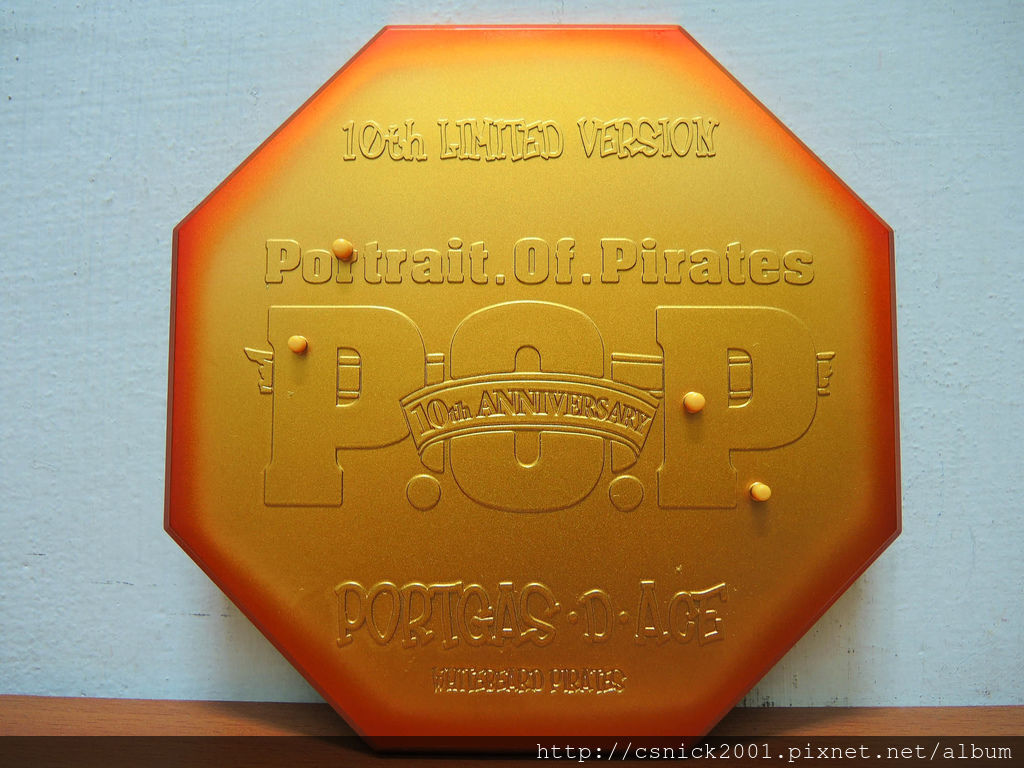 10th LIMITED VERSION
Portrait.Of.Pirates
P.O.P
10th ANNIVERSARY
PORTGAS·D·ACE
WHITEBEARD PIRATES
http://csnick2001.pixnet.net/album